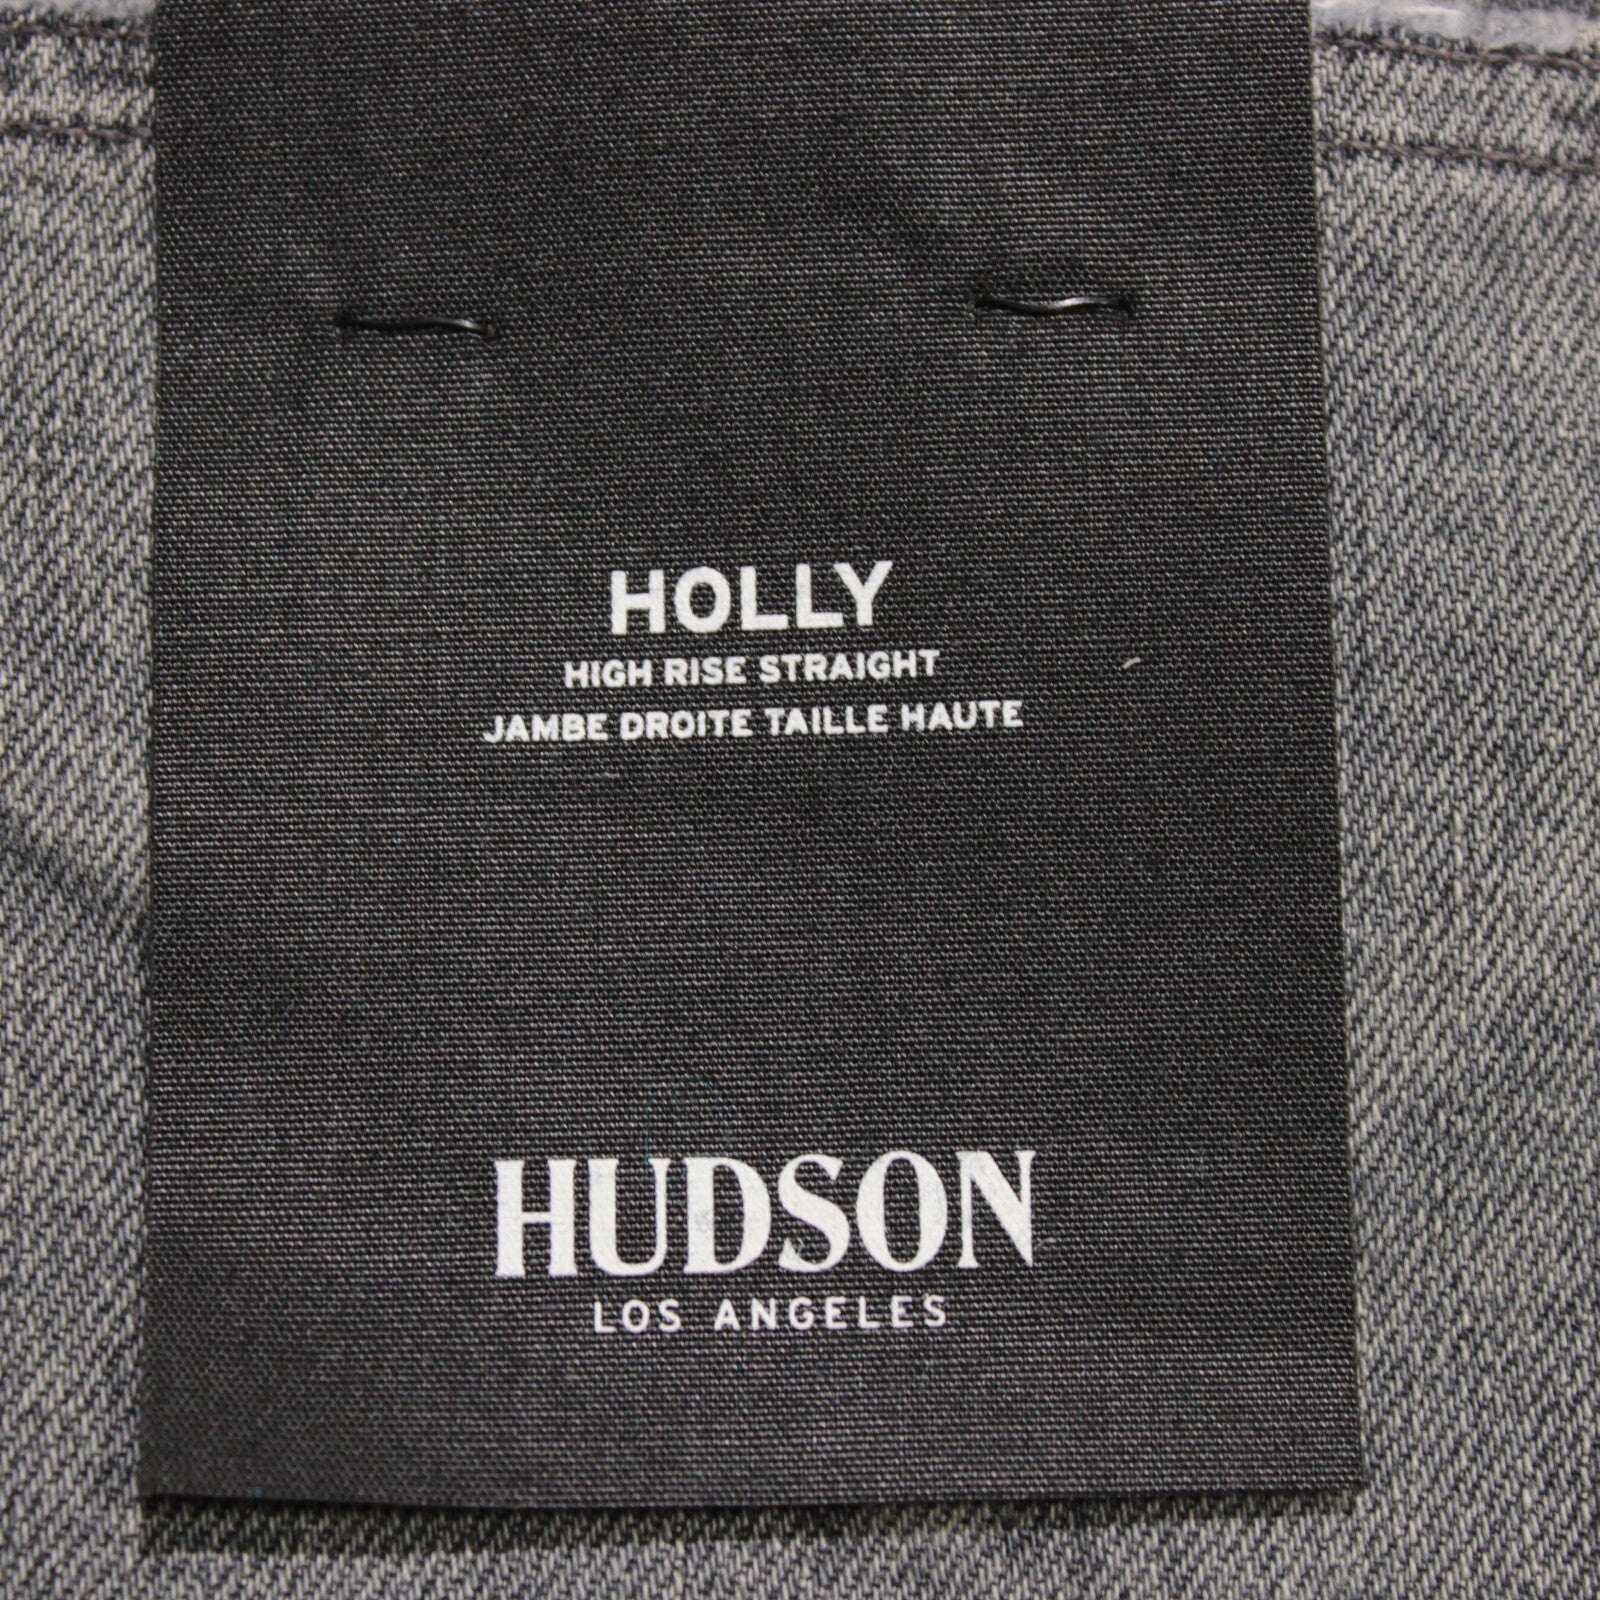 HOLLY
HIGH RISE STRAIGHT
JAMBE DROITE TAILLE HAUTE
HUDSON
LOS ANGELES